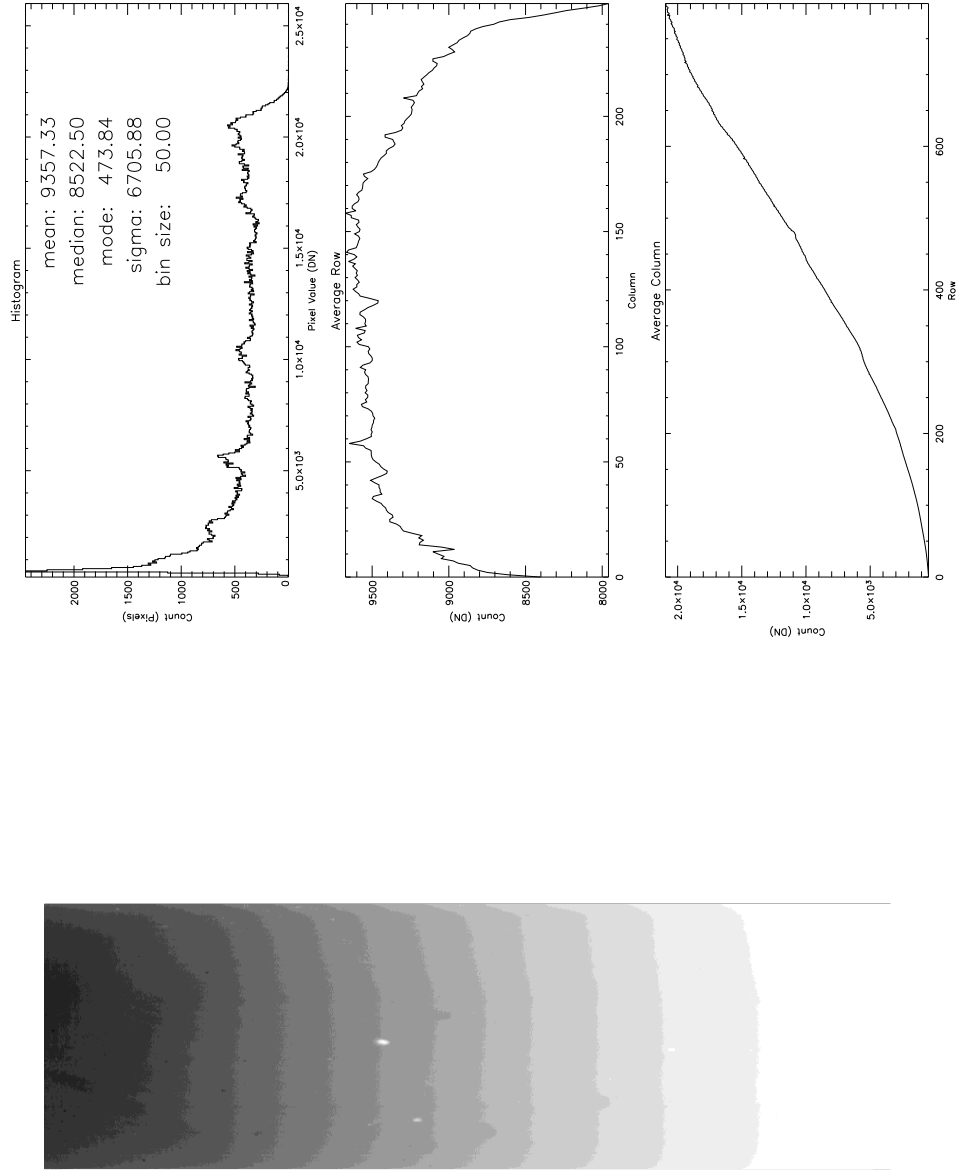 Histogram
mean: 9357.33
median: 8522.50
mode: 473.84
sigma: 6705.88
bin size: 50.00
Count (Pixels)
2000
1500
1000
500
0
5.0×10³
1.0×10⁴
1.5×10⁴
2.0×10⁴
2.5×10⁴
Pixel Value (DN)
Average Row
Count (DN)
9500
9000
8500
8000
0
50
100
150
200
Column
Average Column
Count (DN)
2.0×10⁴
1.5×10⁴
1.0×10⁴
5.0×10³
0
200
400
600
Row